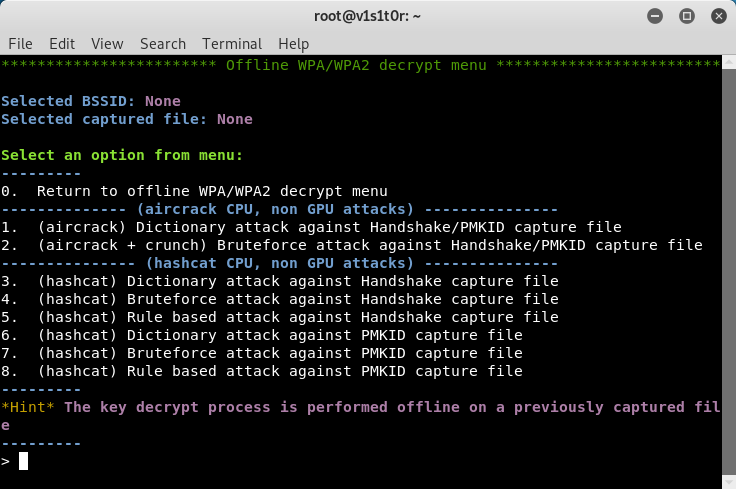 root@v1s1t0r: ~
File Edit View Search Terminal Help
************************ Offline WPA/WPA2 decrypt menu *************************
Selected BSSID: None
Selected captured file: None
Select an option from menu:
---------
0.  Return to offline WPA/WPA2 decrypt menu
-------------- (aircrack CPU, non GPU attacks) ---------------
1.  (aircrack) Dictionary attack against Handshake/PMKID capture file
2.  (aircrack + crunch) Bruteforce attack against Handshake/PMKID capture file
--------------- (hashcat CPU, non GPU attacks) ---------------
3.  (hashcat) Dictionary attack against Handshake capture file
4.  (hashcat) Bruteforce attack against Handshake capture file
5.  (hashcat) Rule based attack against Handshake capture file
6.  (hashcat) Dictionary attack against PMKID capture file
7.  (hashcat) Bruteforce attack against PMKID capture file
8.  (hashcat) Rule based attack against PMKID capture file
---------
*Hint* The key decrypt process is performed offline on a previously captured fil
e
---------
>